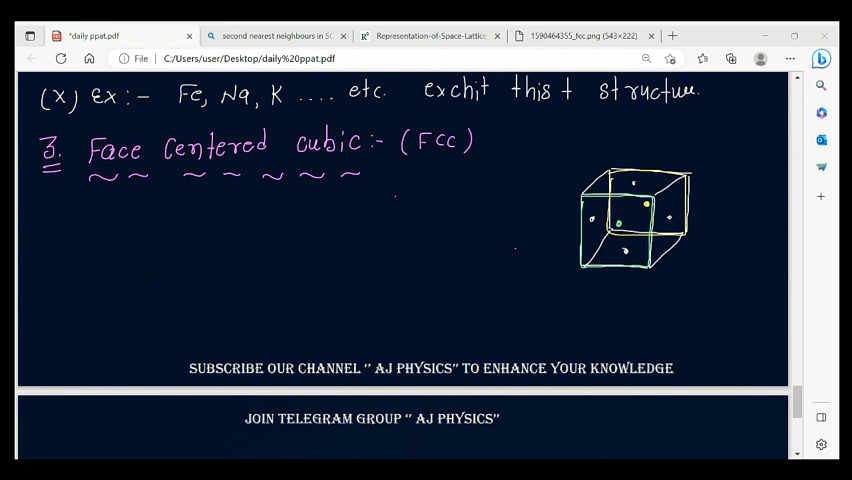 *daily ppat.pdf
second nearest neighbours in SC
Representation-of-Space-Lattice
1590464355_fcc.png (543×222)
C:/Users/user/Desktop/daily%20ppat.pdf
(x) Ex:- Fe, Na, K .... etc. exchit this t structure.
3. Face Centered cubic:- (FCC)
SUBSCRIBE OUR CHANNEL “ AJ PHYSICS” TO ENHANCE YOUR KNOWLEDGE
JOIN TELEGRAM GROUP “ AJ PHYSICS”